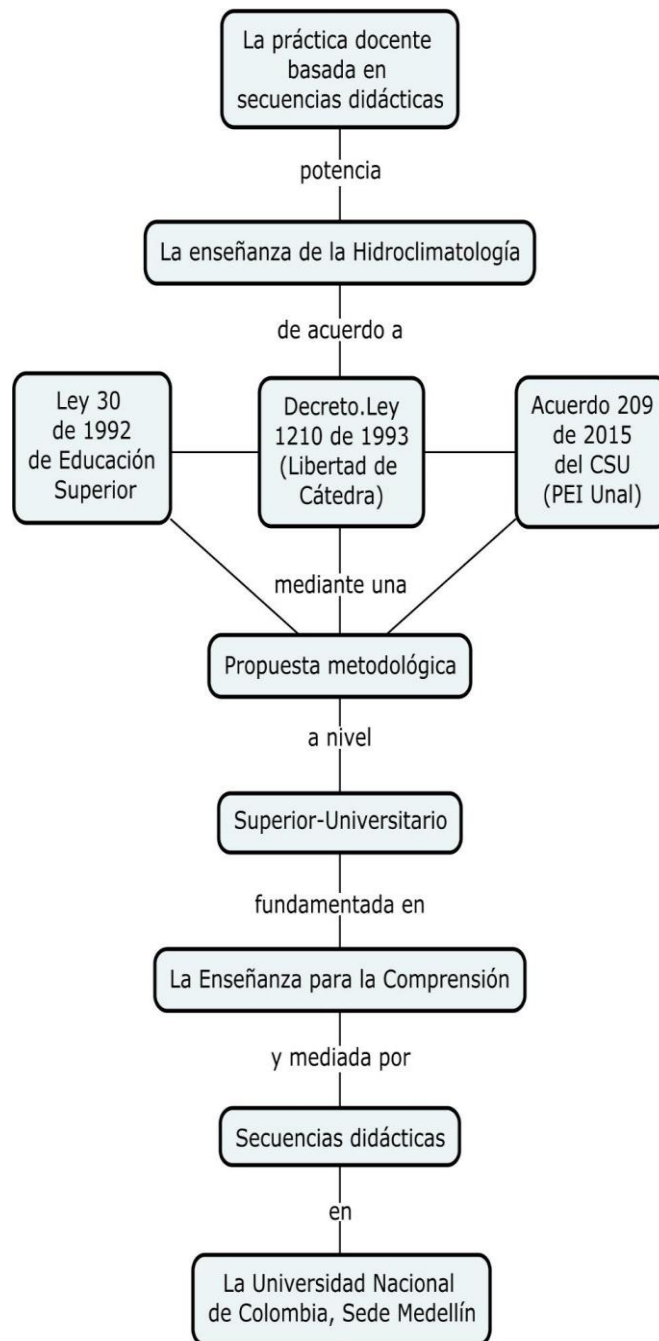 La práctica docente
basada en
secuencias didácticas
potencia
La enseñanza de la Hidroclimatología
de acuerdo a
Ley 30
de 1992
de Educación
Superior
Decreto.Ley
1210 de 1993
(Libertad de
Cátedra)
Acuerdo 209
de 2015
del CSU
(PEI Unal)
mediante una
Propuesta metodológica
a nivel
Superior-Universitario
fundamentada en
La Enseñanza para la Comprensión
y mediada por
Secuencias didácticas
en
La Universidad Nacional
de Colombia, Sede Medellín